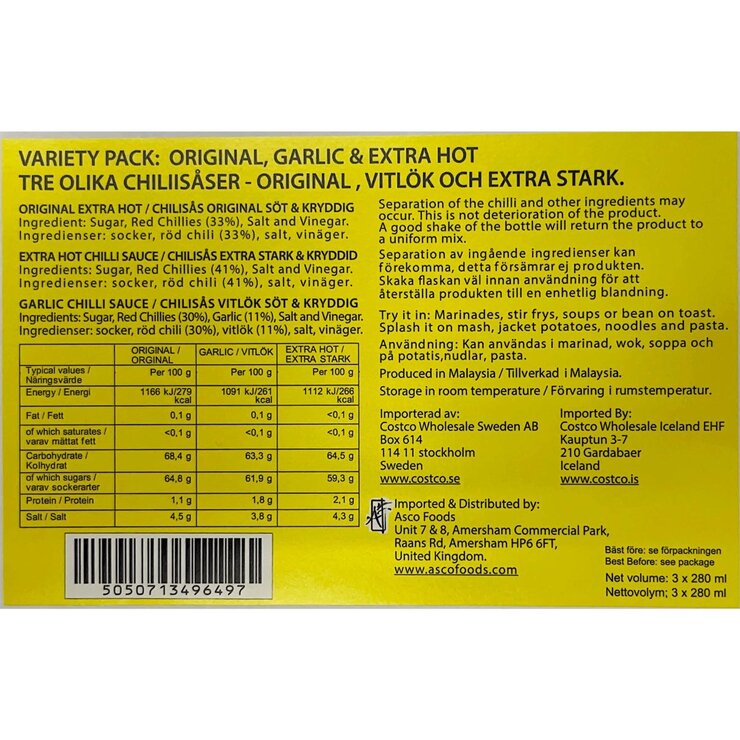 VARIETY PACK: ORIGINAL, GARLIC & EXTRA HOT
TRE OLIKA CHILIISÅSER - ORIGINAL , VITLÖK OCH EXTRA STARK.
ORIGINAL EXTRA HOT / CHILISÅS ORIGINAL SÖT & KRYDDIG
Ingredient: Sugar, Red Chillies (33%), Salt and Vinegar.
Ingredienser: socker, röd chili (33%), salt, vinäger.
EXTRA HOT CHILLI SAUCE / CHILISÅS EXTRA STARK & KRYDDID
Ingredients: Sugar, Red Chillies (41%), Salt and Vinegar.
Ingredienser: socker, röd chili (41%), salt, vinäger.
GARLIC CHILLI SAUCE / CHILISÅS VITLÖK SÖT & KRYDDIG
Ingredients: Sugar, Red Chillies (30%), Garlic (11%), Salt and Vinegar.
Ingredienser: socker, röd chili (30%), vitlök (11%), salt, vinäger.
ORIGINAL / ORGINAL GARLIC / VITLÖK EXTRA HOT / EXTRA STARK
Typical values / Näringsvärde Per 100 g Per 100 g Per 100 g
Energy / Energi 1166 kJ/279 kcal 1091 kJ/261 kcal 1112 kJ/266 kcal
Fat / Fett 0,1 g 0,1 g <0,1 g
of which saturates / varav mättat fett <0,1 g <0,1 g <0,1 g
Carbohydrate / Kolhydrat 68,4 g 63,3 g 64,5 g
of which sugars / varav sockerarter 64,8 g 61,9 g 59,3 g
Protein / Protein 1,1 g 1,8 g 2,1 g
Salt / Salt 4,5 g 3,8 g 4,3 g
5050713496497
Separation of the chilli and other ingredients may
occur. This is not deterioration of the product.
A good shake of the bottle will return the product to
a uniform mix.
Separation av ingående ingredienser kan
förekomma, detta försämrar ej produkten.
Skaka flaskan väl innan användning för att
återställa produkten till en enhetlig blandning.
Try it in: Marinades, stir frys, soups or bean on toast.
Splash it on mash, jacket potatoes, noodles and pasta.
Användning: Kan användas i marinad, wok, soppa och
på potatis,nudlar, pasta.
Produced in Malaysia / Tillverkad i Malaysia.
Storage in room temperature / Förvaring i rumstemperatur.
Importerad av:
Costco Wholesale Sweden AB
Box 614
114 11 stockholm
Sweden
www.costco.se
Imported By:
Costco Wholesale Iceland EHF
Kauptun 3-7
210 Gardabaer
Iceland
www.costco.is
Imported & Distributed by:
Asco Foods
Unit 7 & 8, Amersham Commercial Park,
Raans Rd, Amersham HP6 6FT,
United Kingdom.
www.ascofoods.com
Bäst före: se förpackningen
Best Before: see package
Net volume: 3 x 280 ml
Nettovolym; 3 x 280 ml